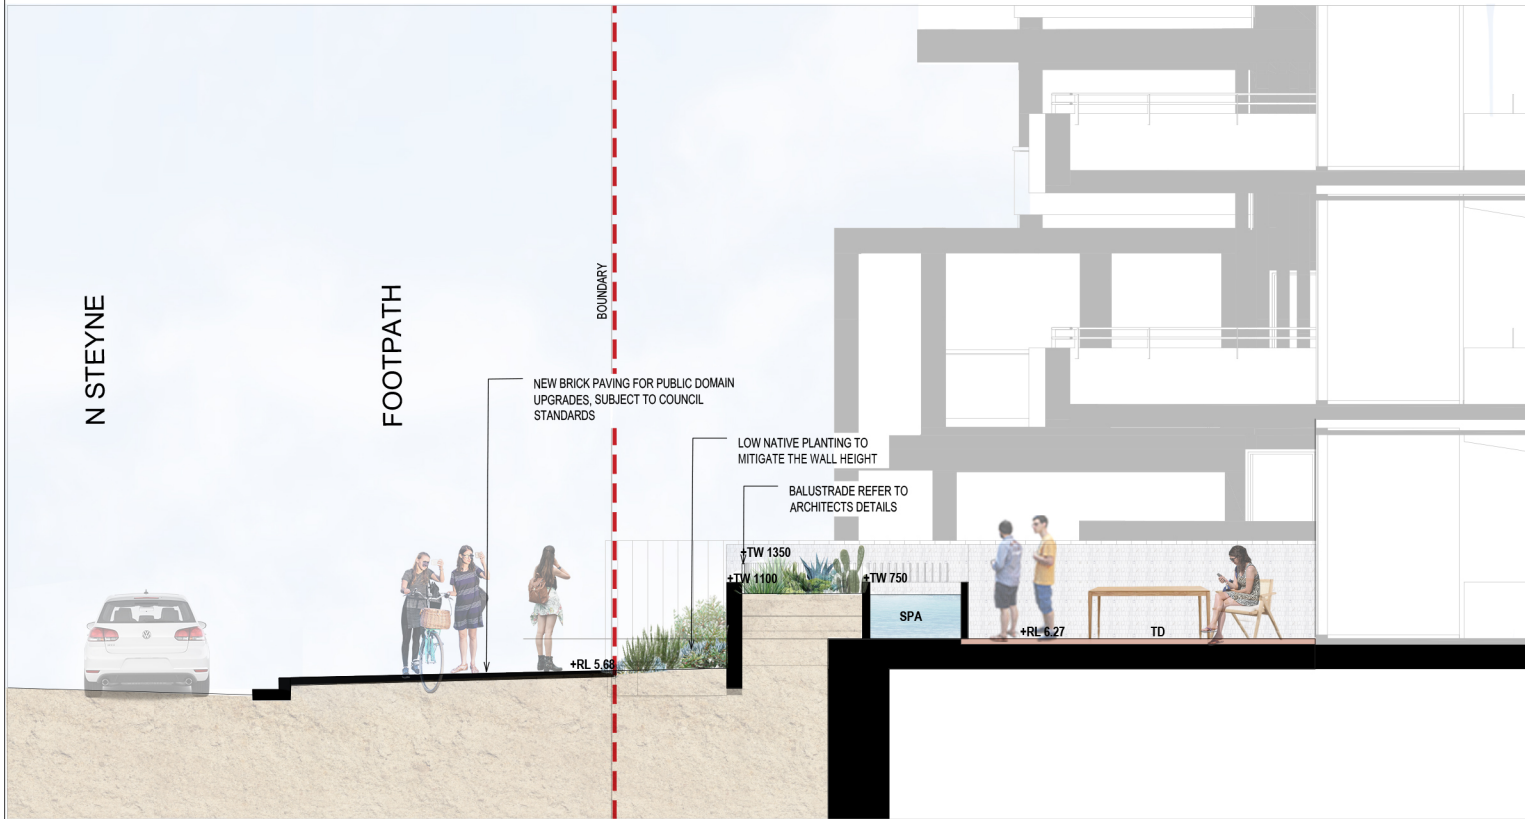 N STEYNE
FOOTPATH
BOUNDARY
NEW BRICK PAVING FOR PUBLIC DOMAIN
UPGRADES, SUBJECT TO COUNCIL
STANDARDS
LOW NATIVE PLANTING TO
MITIGATE THE WALL HEIGHT
BALUSTRADE REFER TO
ARCHITECTS DETAILS
+TW 1350
+TW 1100
+TW 750
SPA
+RL 6.27
TD
+RL 5.68